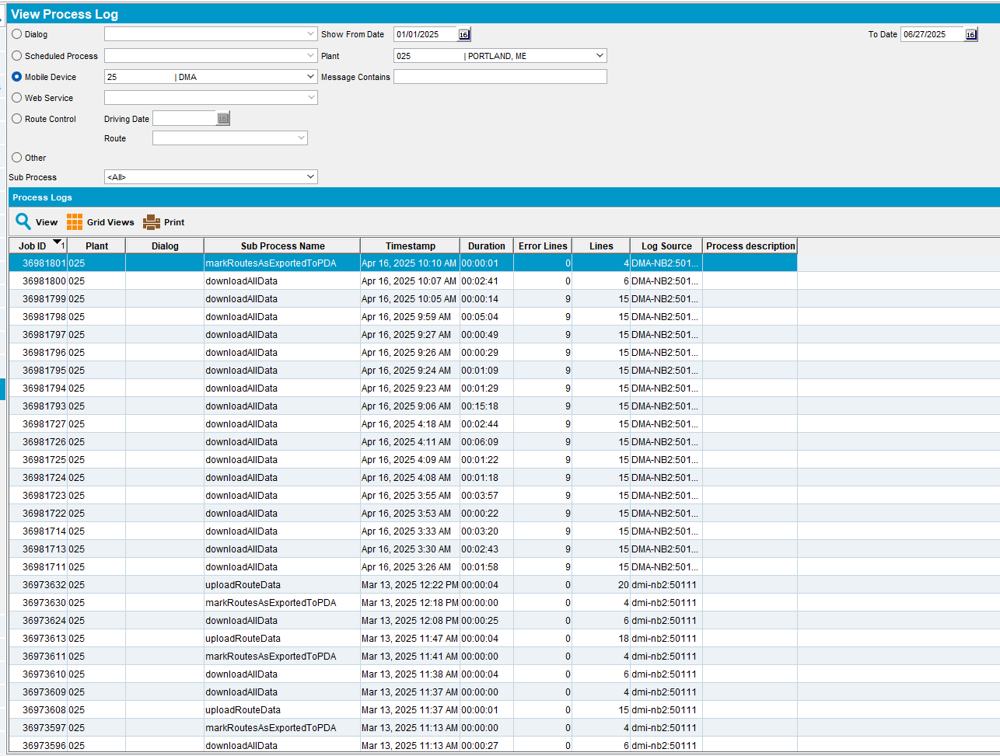 View Process Log
Dialog Show From Date 01/01/2025 16 To Date 06/27/2025 16
Scheduled Process Plant 025 | PORTLAND, ME
Mobile Device 25 | DMA Message Contains
Web Service
Route Control Driving Date 16
Route
Other
Sub Process <All>
Process Logs
View Grid Views Print
Job ID 1 Plant Dialog Sub Process Name Timestamp Duration Error Lines Lines Log Source Process description
36981801 025 markRoutesAsExportedToPDA Apr 16, 2025 10:10 AM 00:00:01 0 4 DMA-NB2:501...
36981800 025 downloadAllData Apr 16, 2025 10:07 AM 00:02:41 0 6 DMA-NB2:501...
36981799 025 downloadAllData Apr 16, 2025 10:05 AM 00:00:14 9 15 DMA-NB2:501...
36981798 025 downloadAllData Apr 16, 2025 9:59 AM 00:05:04 9 15 DMA-NB2:501...
36981797 025 downloadAllData Apr 16, 2025 9:27 AM 00:00:49 9 15 DMA-NB2:501...
36981796 025 downloadAllData Apr 16, 2025 9:26 AM 00:00:29 9 15 DMA-NB2:501...
36981795 025 downloadAllData Apr 16, 2025 9:24 AM 00:01:09 9 15 DMA-NB2:501...
36981794 025 downloadAllData Apr 16, 2025 9:23 AM 00:01:29 9 15 DMA-NB2:501...
36981793 025 downloadAllData Apr 16, 2025 9:06 AM 00:15:18 9 15 DMA-NB2:501...
36981727 025 downloadAllData Apr 16, 2025 4:18 AM 00:02:44 9 15 DMA-NB2:501...
36981726 025 downloadAllData Apr 16, 2025 4:11 AM 00:06:09 9 15 DMA-NB2:501...
36981725 025 downloadAllData Apr 16, 2025 4:09 AM 00:01:22 9 15 DMA-NB2:501...
36981724 025 downloadAllData Apr 16, 2025 4:08 AM 00:01:18 9 15 DMA-NB2:501...
36981723 025 downloadAllData Apr 16, 2025 3:55 AM 00:03:57 9 15 DMA-NB2:501...
36981722 025 downloadAllData Apr 16, 2025 3:53 AM 00:00:22 9 15 DMA-NB2:501...
36981714 025 downloadAllData Apr 16, 2025 3:33 AM 00:03:20 9 15 DMA-NB2:501...
36981713 025 downloadAllData Apr 16, 2025 3:30 AM 00:02:43 9 15 DMA-NB2:501...
36981711 025 downloadAllData Apr 16, 2025 3:26 AM 00:01:58 9 15 DMA-NB2:501...
36973632 025 uploadRouteData Mar 13, 2025 12:22 PM 00:00:04 0 20 dmi-nb2:50111
36973630 025 markRoutesAsExportedToPDA Mar 13, 2025 12:18 PM 00:00:00 0 4 dmi-nb2:50111
36973624 025 downloadAllData Mar 13, 2025 12:08 PM 00:00:25 0 6 dmi-nb2:50111
36973613 025 uploadRouteData Mar 13, 2025 11:47 AM 00:00:04 0 18 dmi-nb2:50111
36973611 025 markRoutesAsExportedToPDA Mar 13, 2025 11:41 AM 00:00:00 0 4 dmi-nb2:50111
36973610 025 downloadAllData Mar 13, 2025 11:38 AM 00:00:04 0 6 dmi-nb2:50111
36973609 025 downloadAllData Mar 13, 2025 11:37 AM 00:00:00 0 4 dmi-nb2:50111
36973608 025 uploadRouteData Mar 13, 2025 11:37 AM 00:00:01 0 15 dmi-nb2:50111
36973597 025 markRoutesAsExportedToPDA Mar 13, 2025 11:13 AM 00:00:00 0 4 dmi-nb2:50111
36973596 025 downloadAllData Mar 13, 2025 11:13 AM 00:00:27 0 6 dmi-nb2:50111